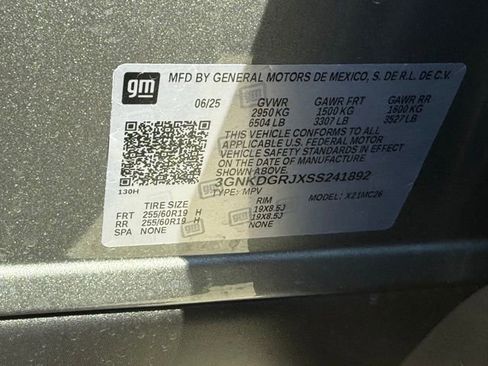 gm
MFD BY GENERAL MOTORS DE MEXICO, S. DE R.L. DE C.V.
06/25 GVWR GAWR FRT GAWR RR
2950 KG 1500 KG 1600 KG
6504 LB 3307 LB 3527 LB
THIS VEHICLE CONFORMS TO ALL
APPLICABLE U.S. FEDERAL MOTOR VEHICLE
SAFETY AND THEFT PREVENTION
STANDARDS IN EFFECT
ON THE DATE OF MANUFACTURE
SHOWN ABOVE.
3GNKDGRJXSS241892
130H TYPE: MPV MODEL: X21MC26
TIRE SIZE RIM
FRT 255/60R19 H 19X8.5J
RR 255/60R19 H 19X8.5J
SPA NONE NONE